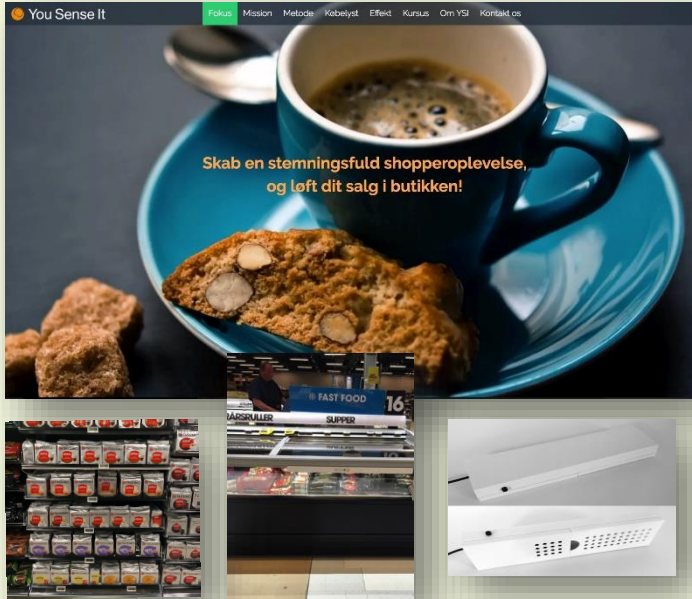 You Sense It
Fokus Mission Metode Købelyst Effekt Kursus Om YSI Kontakt os
Skab en stemningsfuld shopperoplevelse,
og løft dit salg i butikken!
FAST FOOD
16
ÅRSRULLER SUPPER